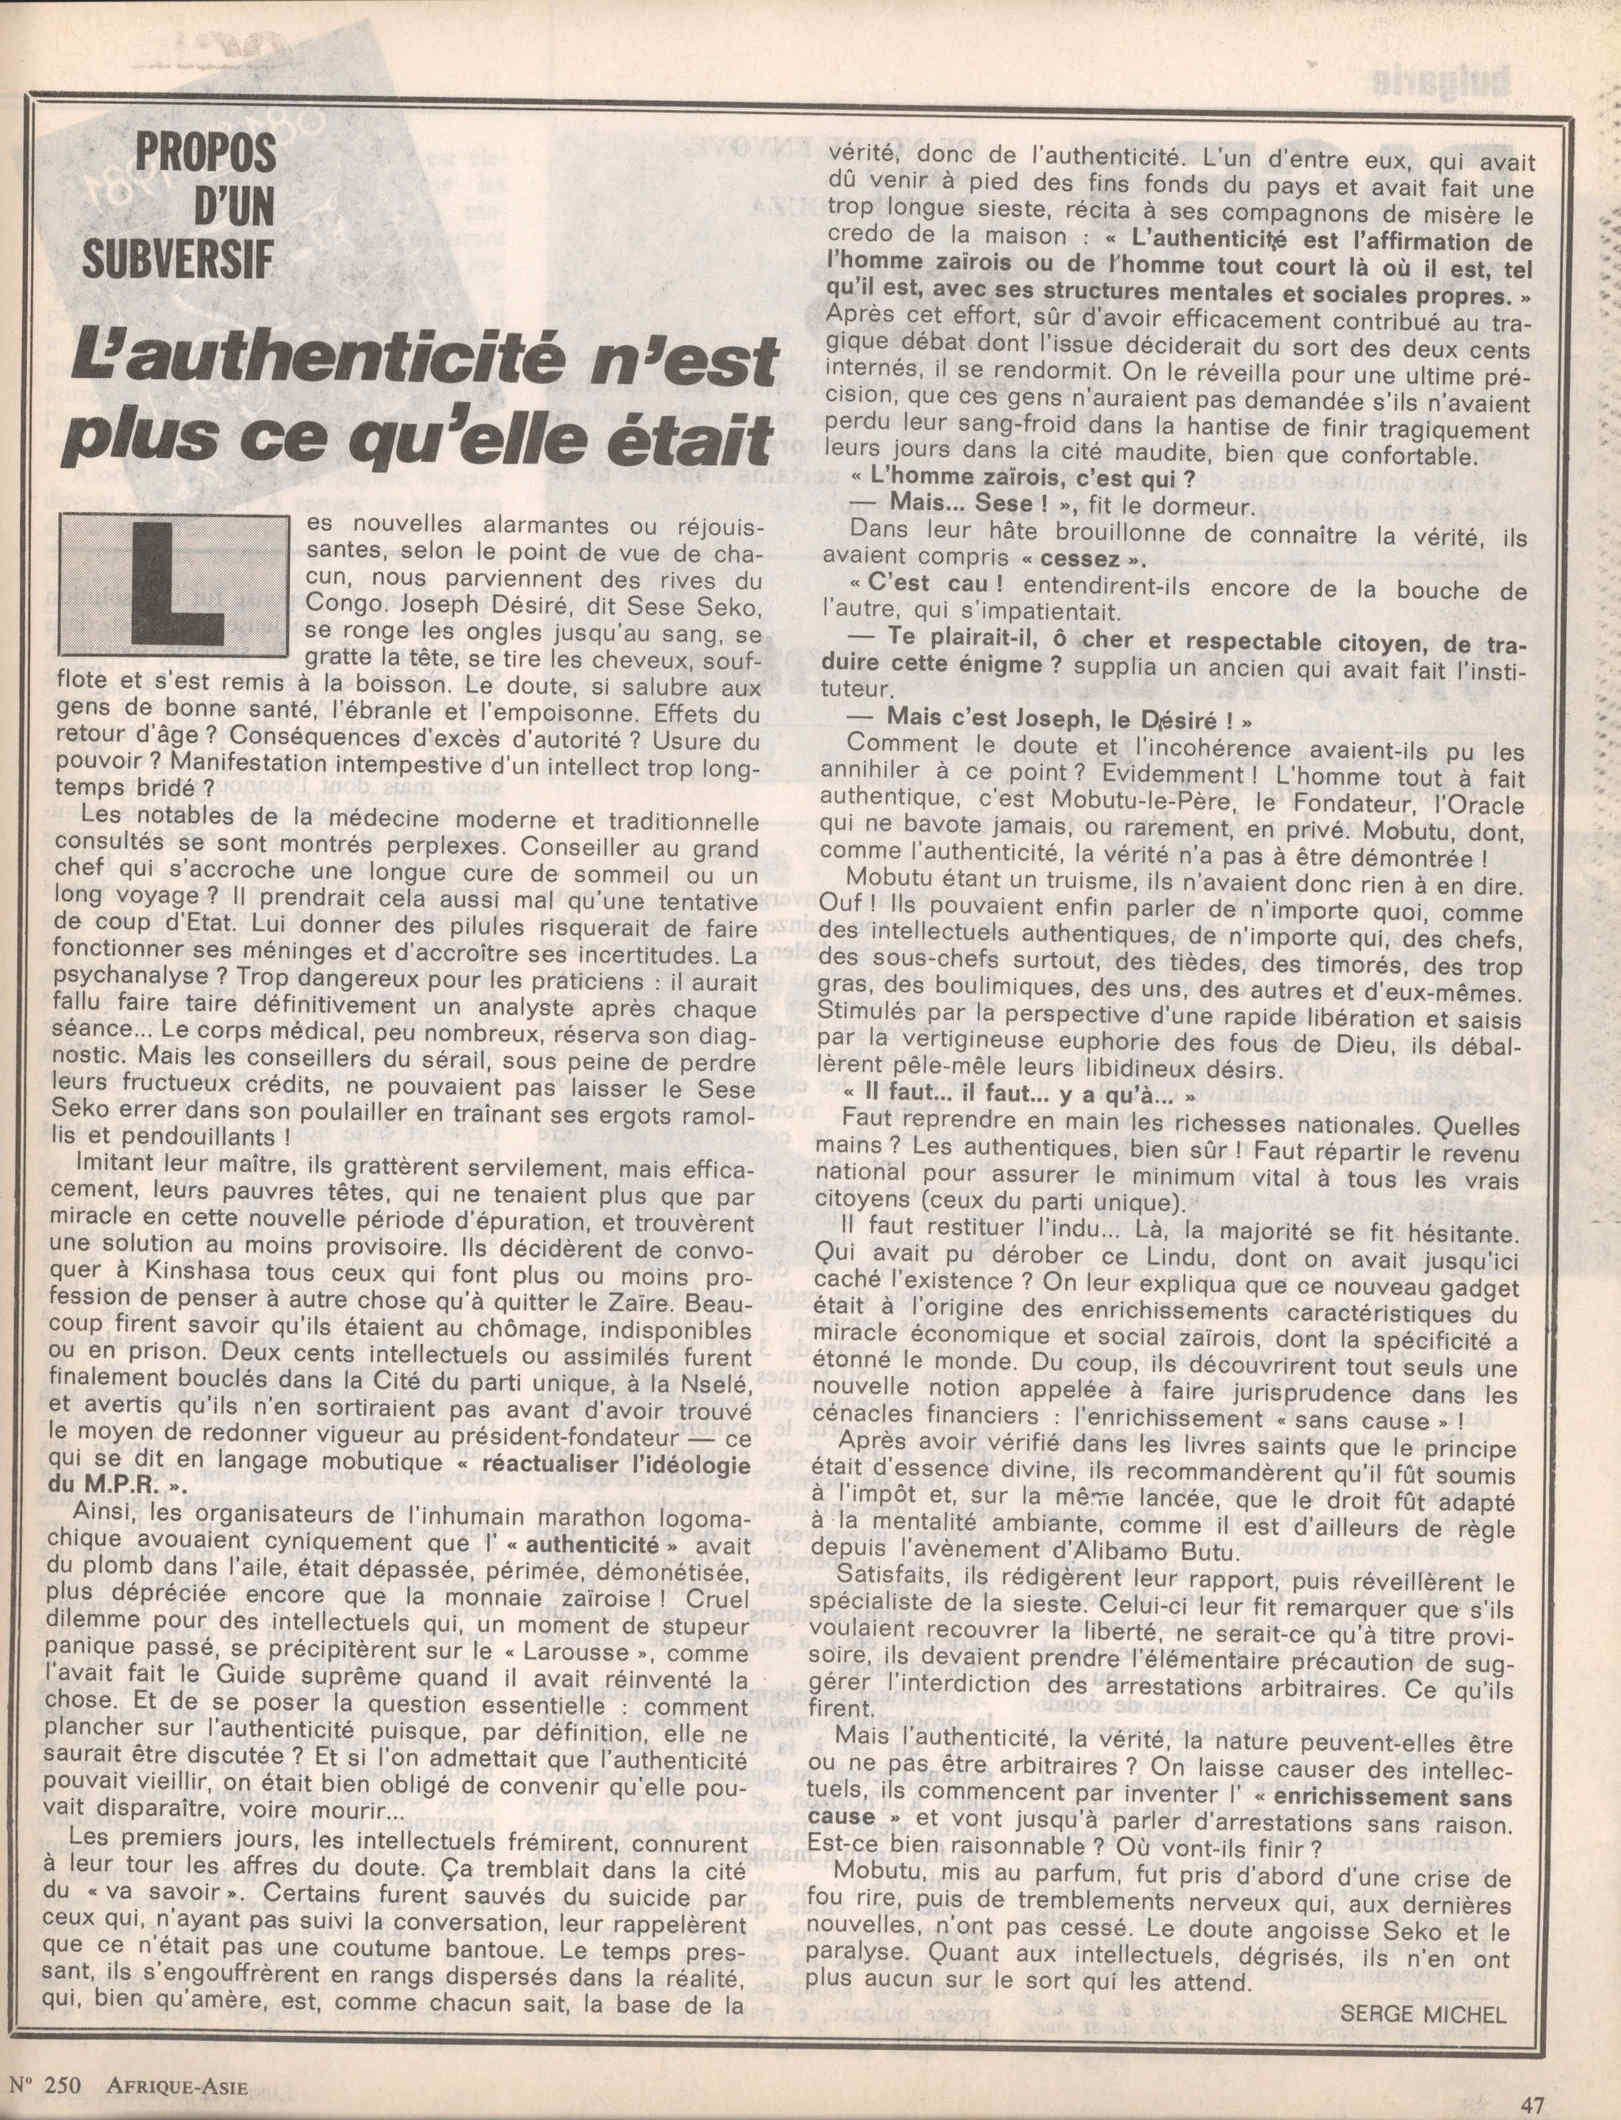 PROPOS
D'UN
SUBVERSIF
L'authenticité n'est
plus ce qu'elle était
Les nouvelles alarmantes ou réjouis-
santes, selon le point de vue de cha-
cun, nous parviennent des rives du
Congo. Joseph Désiré, dit Sese Seko,
se ronge les ongles jusqu'au sang, se
gratte la tête, se tire les cheveux, souf-
flote et s'est remis à la boisson. Le doute, si salubre aux
gens de bonne santé, l'ébranle et l'empoisonne. Effets du
retour d'âge ? Conséquences d'excès d'autorité ? Usure du
pouvoir ? Manifestation intempestive d'un intellect trop long-
temps bridé ?
Les notables de la médecine moderne et traditionnelle
consultés se sont montrés perplexes. Conseiller au grand
chef qui s'accroche une longue cure de sommeil ou un
long voyage ? Il prendrait cela aussi mal qu'une tentative
de coup d'Etat. Lui donner des pilules risquerait de faire
fonctionner ses méninges et d'accroître ses incertitudes. La
psychanalyse ? Trop dangereux pour les praticiens : il aurait
fallu faire taire définitivement un analyste après chaque
séance... Le corps médical, peu nombreux, réserva son diag-
nostic. Mais les conseillers du sérail, sous peine de perdre
leurs fructueux crédits, ne pouvaient pas laisser le Sese
Seko errer dans son poulailler en traînant ses ergots ramol-
lis et pendouillants !
Imitant leur maître, ils grattèrent servilement, mais effica-
cement, leurs pauvres têtes, qui ne tenaient plus que par
miracle en cette nouvelle période d'épuration, et trouvèrent
une solution au moins provisoire. Ils décidèrent de convo-
quer à Kinshasa tous ceux qui font plus ou moins pro-
fession de penser à autre chose qu'à quitter le Zaïre. Beau-
coup firent savoir qu'ils étaient au chômage, indisponibles
ou en prison. Deux cents intellectuels ou assimilés furent
finalement bouclés dans la Cité du parti unique, à la Nselé,
et avertis qu'ils n'en sortiraient pas avant d'avoir trouvé
le moyen de redonner vigueur au président-fondateur — ce
qui se dit en langage mobutique « réactualiser l'idéologie
du M.P.R. ».
Ainsi, les organisateurs de l'inhumain marathon logoma-
chique avouaient cyniquement que l' « authenticité » avait
du plomb dans l'aile, était dépassée, périmée, démonétisée,
plus dépréciée encore que la monnaie zaïroise ! Cruel
dilemme pour des intellectuels qui, un moment de stupeur
panique passé, se précipitèrent sur le « Larousse », comme
l'avait fait le Guide suprême quand il avait réinventé la
chose. Et de se poser la question essentielle : comment
plancher sur l'authenticité puisque, par définition, elle ne
saurait être discutée ? Et si l'on admettait que l'authenticité
pouvait vieillir, on était bien obligé de convenir qu'elle pou-
vait disparaître, voire mourir...
Les premiers jours, les intellectuels frémirent, connurent
à leur tour les affres du doute. Ça tremblait dans la cité
du « va savoir ». Certains furent sauvés du suicide par
ceux qui, n'ayant pas suivi la conversation, leur rappelèrent
que ce n'était pas une coutume bantoue. Le temps pres-
sant, ils s'engouffrèrent en rangs dispersés dans la réalité,
qui, bien qu'amère, est, comme chacun sait, la base de la
vérité, donc de l'authenticité. L'un d'entre eux, qui avait
dû venir à pied des fins fonds du pays et avait fait une
trop longue sieste, récita à ses compagnons de misère le
credo de la maison : « L'authenticité est l'affirmation de
l'homme zaïrois ou de l'homme tout court là où il est, tel
qu'il est, avec ses structures mentales et sociales propres. »
Après cet effort, sûr d'avoir efficacement contribué au tra-
gique débat dont l'issue déciderait du sort des deux cents
internés, il se rendormit. On le réveilla pour une ultime pré-
cision, que ces gens n'auraient pas demandée s'ils n'avaient
perdu leur sang-froid dans la hantise de finir tragiquement
leurs jours dans la cité maudite, bien que confortable.
« L'homme zaïrois, c'est qui ?
— Mais... Sese ! », fit le dormeur.
Dans leur hâte brouillonne de connaître la vérité, ils
avaient compris « cessez ».
« C'est cau ! entendirent-ils encore de la bouche de
l'autre, qui s'impatientait.
— Te plairait-il, ô cher et respectable citoyen, de tra-
duire cette énigme ? supplia un ancien qui avait fait l'insti-
tuteur.
— Mais c'est Joseph, le Désiré ! »
Comment le doute et l'incohérence avaient-ils pu les
annihiler à ce point ? Evidemment ! L'homme tout à fait
authentique, c'est Mobutu-le-Père, le Fondateur, l'Oracle
qui ne bavote jamais, ou rarement, en privé. Mobutu, dont,
comme l'authenticité, la vérité n'a pas à être démontrée !
Mobutu étant un truisme, ils n'avaient donc rien à en dire.
Ouf ! Ils pouvaient enfin parler de n'importe quoi, comme
des intellectuels authentiques, de n'importe qui, des chefs,
des sous-chefs surtout, des tièdes, des timorés, des trop
gras, des boulimiques, des uns, des autres et d'eux-mêmes.
Stimulés par la perspective d'une rapide libération et saisis
par la vertigineuse euphorie des fous de Dieu, ils débal-
lèrent pêle-mêle leurs libidineux désirs.
« Il faut... il faut... y a qu'à... »
Faut reprendre en main les richesses nationales. Quelles
mains ? Les authentiques, bien sûr ! Faut répartir le revenu
national pour assurer le minimum vital à tous les vrais
citoyens (ceux du parti unique).
Il faut restituer l'indu... Là, la majorité se fit hésitante.
Qui avait pu dérober ce Lindu, dont on avait jusqu'ici
caché l'existence ? On leur expliqua que ce nouveau gadget
était à l'origine des enrichissements caractéristiques du
miracle économique et social zaïrois, dont la spécificité a
étonné le monde. Du coup, ils découvrirent tout seuls une
nouvelle notion appelée à faire jurisprudence dans les
cénacles financiers : l'enrichissement « sans cause » !
Après avoir vérifié dans les livres saints que le principe
était d'essence divine, ils recommandèrent qu'il fût soumis
à l'impôt et, sur la même lancée, que le droit fût adapté
à la mentalité ambiante, comme il est d'ailleurs de règle
depuis l'avènement d'Alibamo Butu.
Satisfaits, ils rédigèrent leur rapport, puis réveillèrent le
spécialiste de la sieste. Celui-ci leur fit remarquer que s'ils
voulaient recouvrer la liberté, ne serait-ce qu'à titre provi-
soire, ils devaient prendre l'élémentaire précaution de sug-
gérer l'interdiction des arrestations arbitraires. Ce qu'ils
firent.
Mais l'authenticité, la vérité, la nature peuvent-elles être
ou ne pas être arbitraires ? On laisse causer des intellec-
tuels, ils commencent par inventer l' « enrichissement sans
cause » et vont jusqu'à parler d'arrestations sans raison.
Est-ce bien raisonnable ? Où vont-ils finir ?
Mobutu, mis au parfum, fut pris d'abord d'une crise de
fou rire, puis de tremblements nerveux qui, aux dernières
nouvelles, n'ont pas cessé. Le doute angoisse Seko et le
paralyse. Quant aux intellectuels, dégrisés, ils n'en ont
plus aucun sur le sort qui les attend.
SERGE MICHEL
N° 250 AFRIQUE-ASIE
47